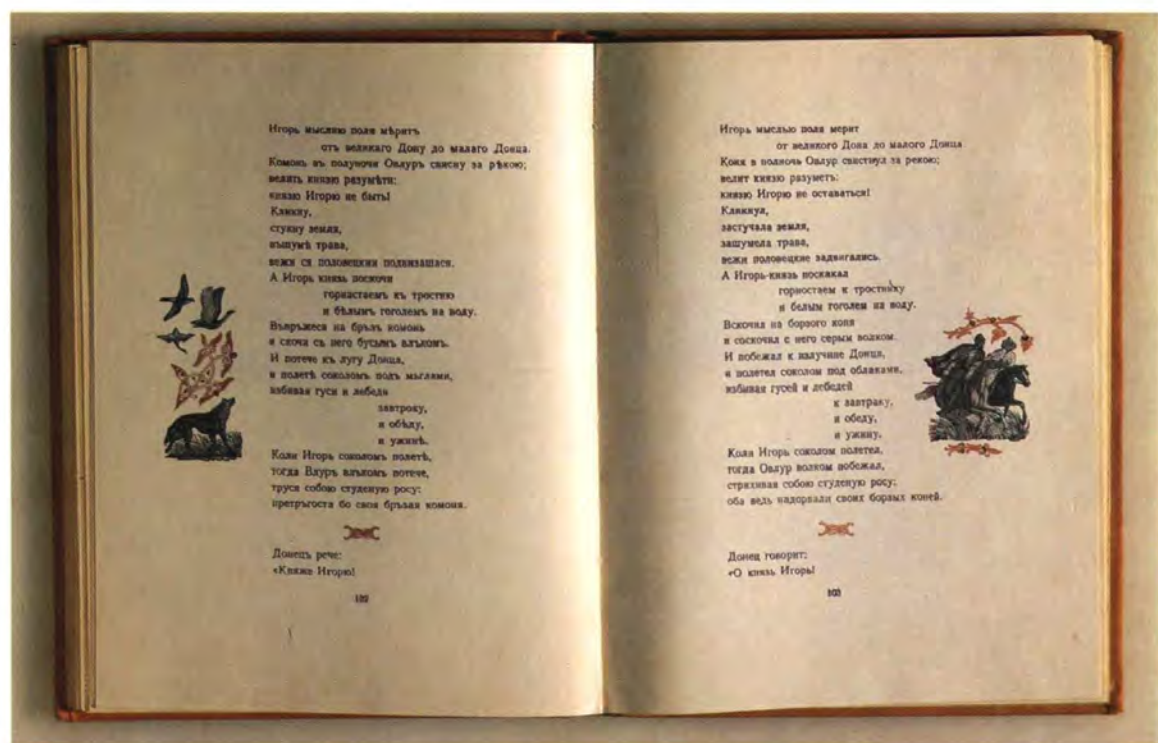 Игорь мыслию поля мѣритъ
отъ великаго Дону до малаго Донца.
Комонь въ полуночи Овлуръ свисну за рѣкою;
велить князю разумѣти:
князю Игорю не быть!
Кликну,
стукну земля,
въшумѣ трава,
вежи ся половецкии подвизашася.
А Игорь князь поскочи
горнастаемъ къ тростию
и бѣлымъ гоголемъ на воду.
Въвръжеся на бръзъ комонь
и скочи съ него бусымъ влъкомъ.
И потече къ лугу Донца,
и полетѣ соколомъ подъ мьглами,
избивая гуси и лебеди
завтроку,
и обѣду,
и ужинѣ.
Коли Игорь соколомъ полетѣ,
тогда Влуръ влъкомъ потече,
труся собою студеную росу:
претръгоста бо своя бръзая комоня.
Донецъ рече:
«Княже Игорю!
102
Игорь мыслью поля мерит
от великого Дона до малого Донца.
Коня в полночь Овлур свистнул за рекою;
велит князю разуметь:
князю Игорю не оставаться!
Кликнул,
застучала земля,
зашумела трава,
вежи половецкие задвигались.
А Игорь-князь поскакал
горностаем к тростнику
и белым гоголем на воду.
Вскочил на борзого коня
и соскочил с него серым волком.
И побежал к излучине Донца,
и полетел соколом под облаками,
избивая гусей и лебедей
к завтраку,
и обеду,
и ужину.
Коли Игорь соколом полетел,
тогда Овлур волком побежал,
стряхивая собою студеную росу;
оба ведь надорвали своих борзых коней.
Донец говорит:
«О князь Игорь!
103